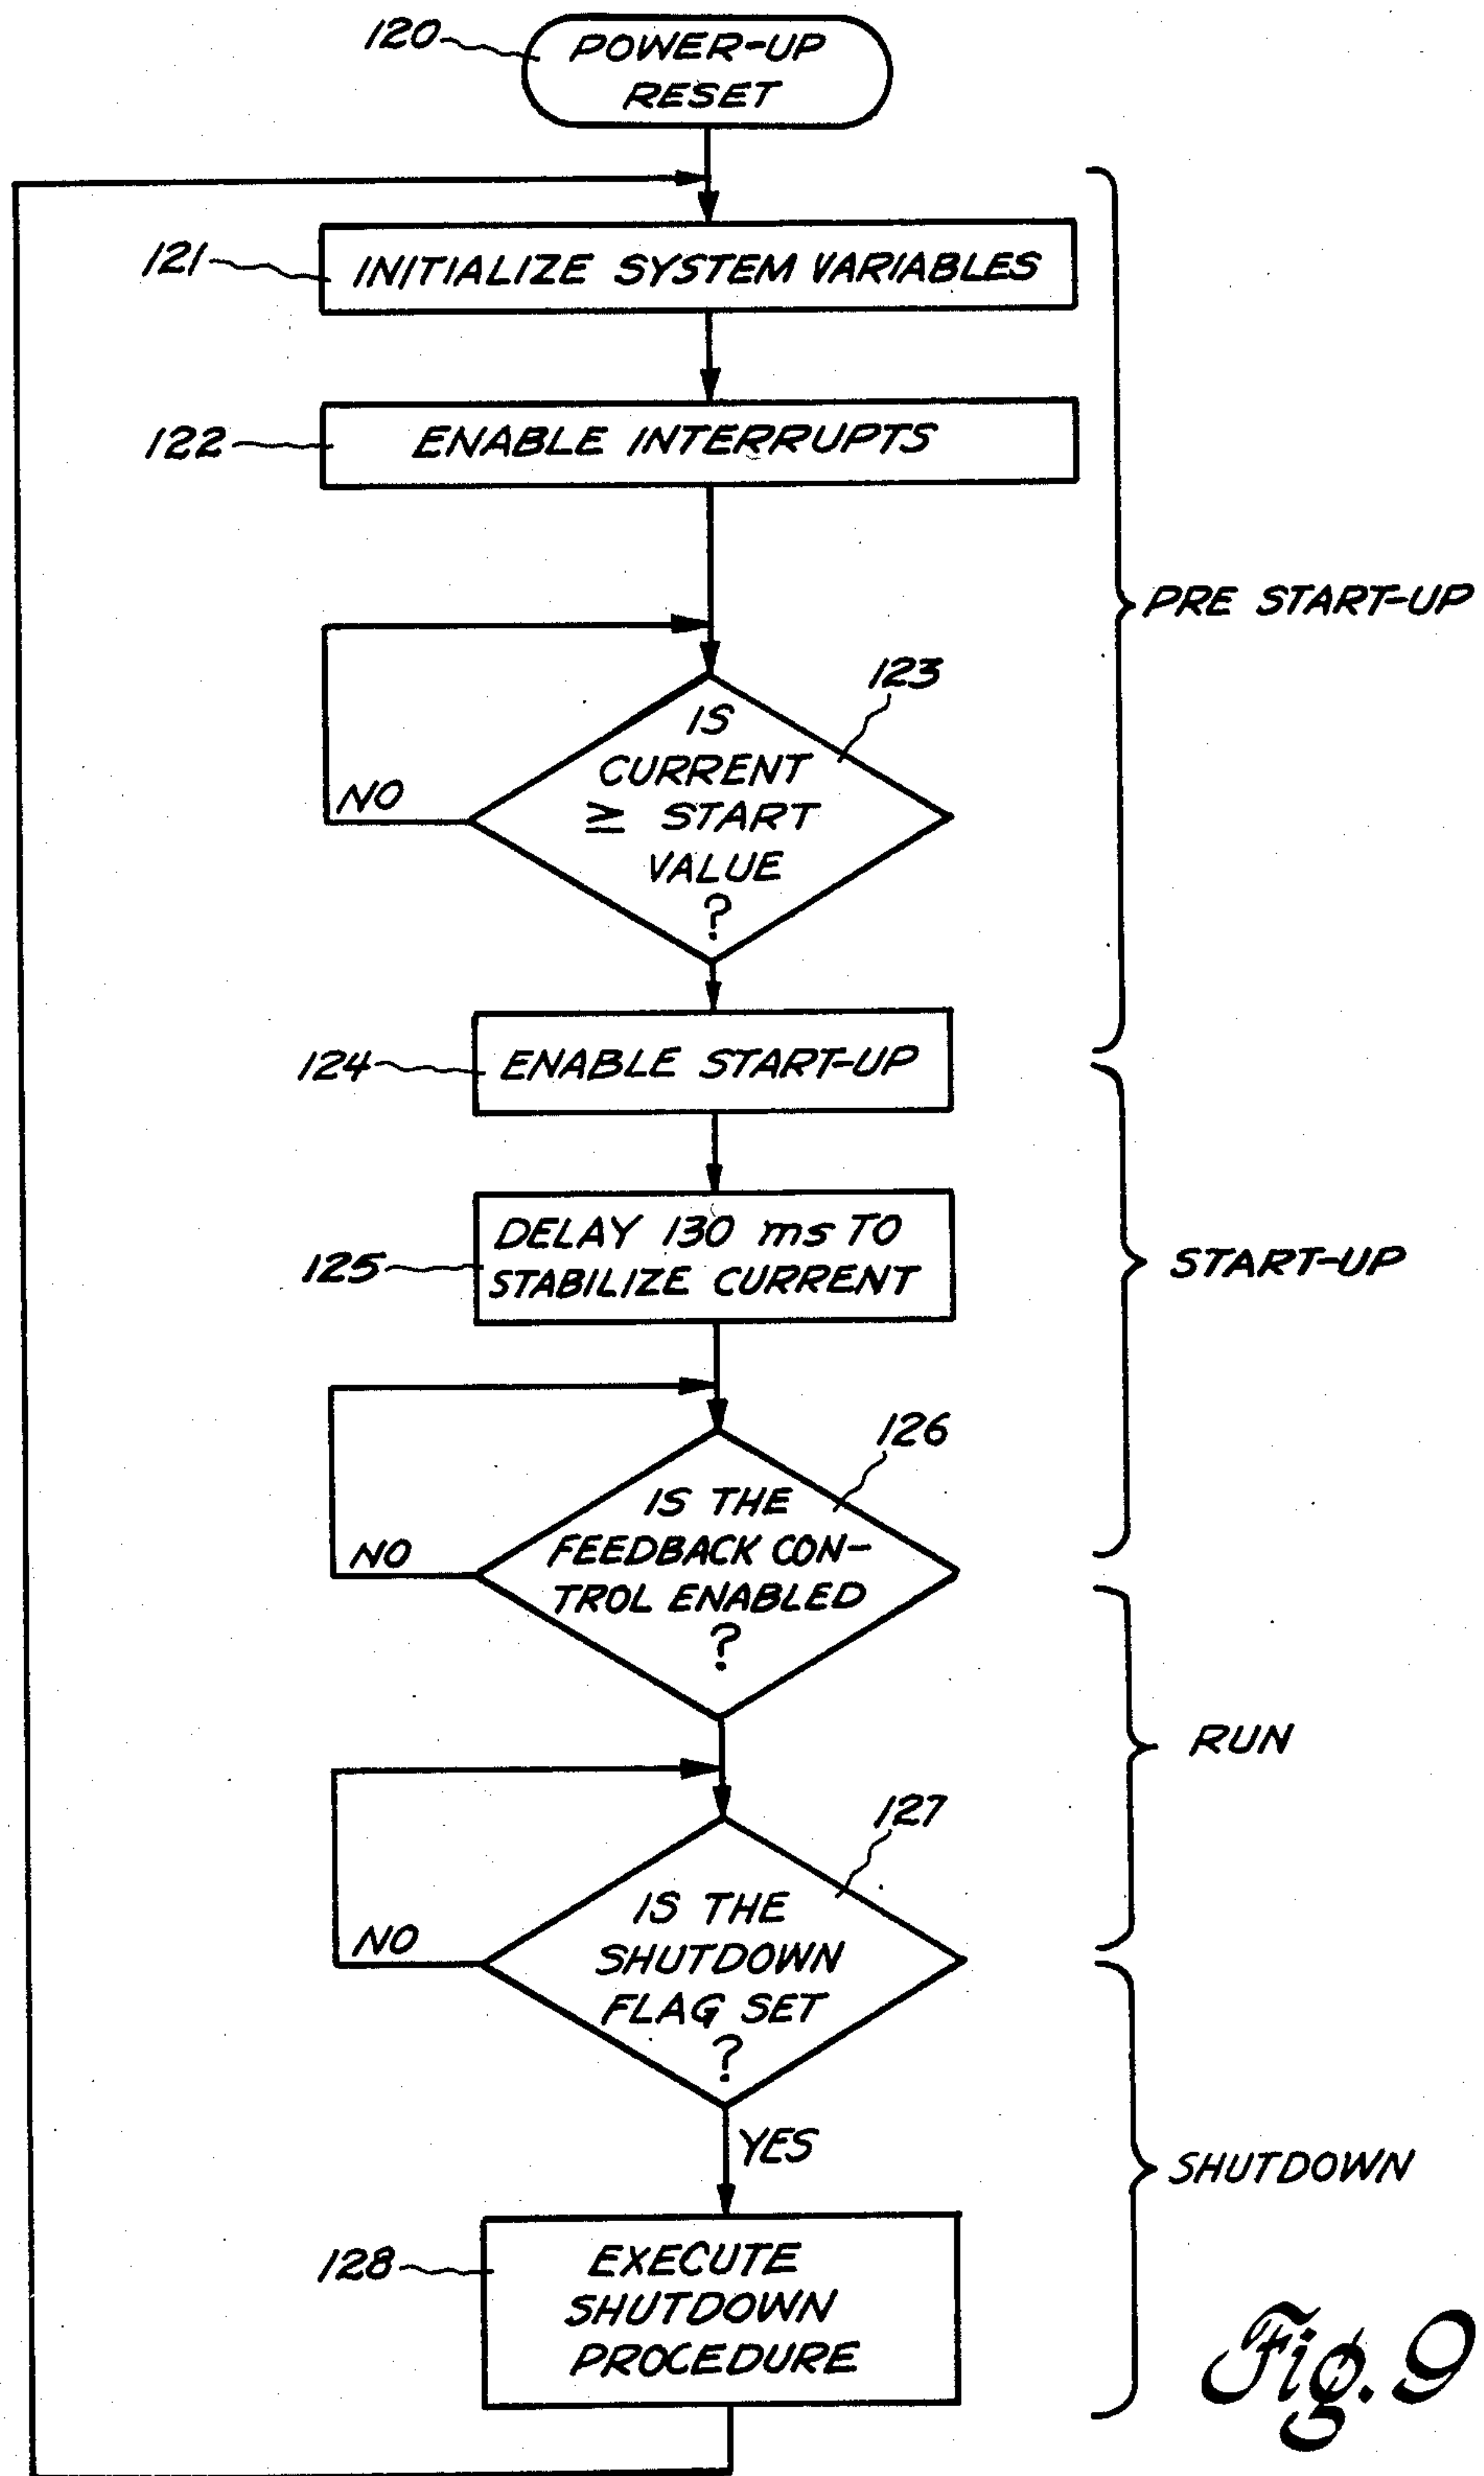 120
POWER-UP
RESET
121
INITIALIZE SYSTEM VARIABLES
122
ENABLE INTERRUPTS
PRE START-UP
123
IS
CURRENT
≥ START
VALUE
?
NO
124
ENABLE START-UP
125
DELAY 130 ms TO
STABILIZE CURRENT
START-UP
126
IS THE
FEEDBACK CON-
TROL ENABLED
?
NO
RUN
127
IS THE
SHUTDOWN
FLAG SET
?
NO
YES
SHUTDOWN
128
EXECUTE
SHUTDOWN
PROCEDURE
Fig. 9